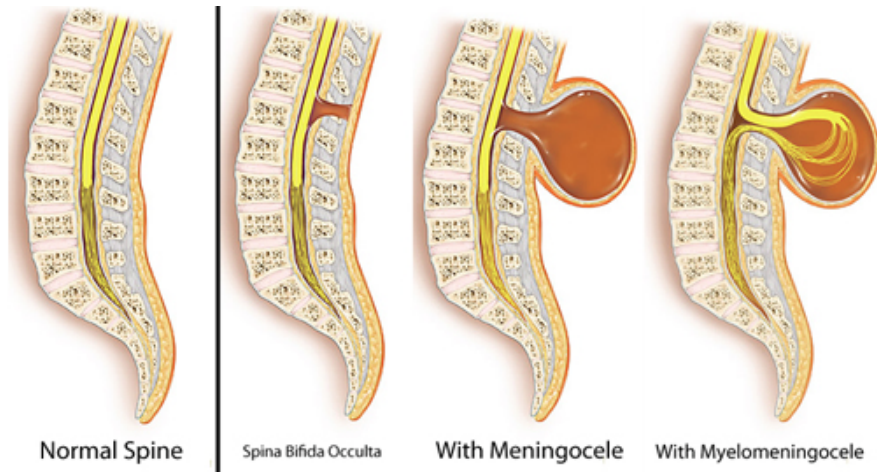 Normal Spine
Spina Bifida Occulta
With Meningocele
With Myelomeningocele